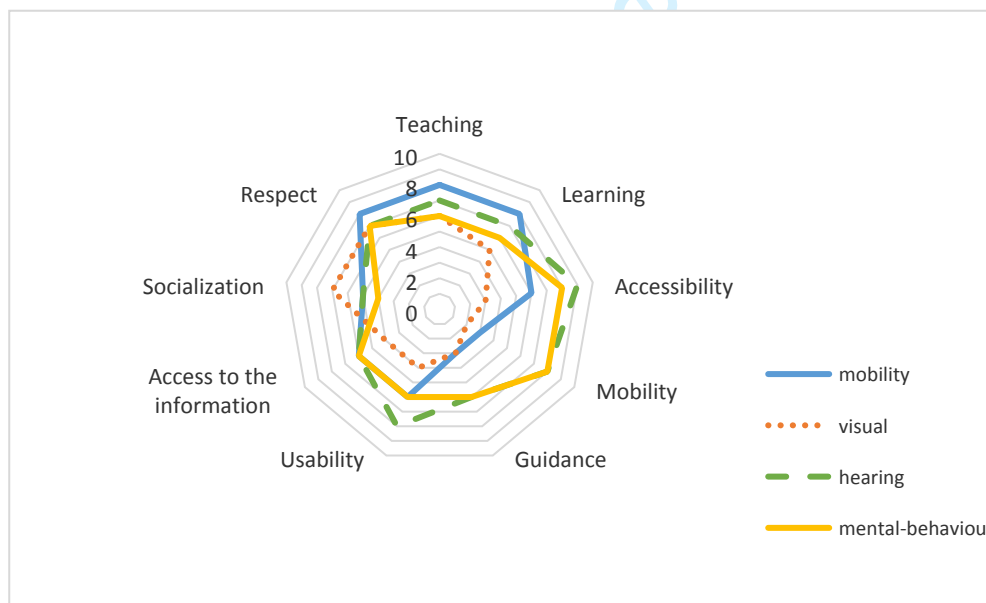 Teaching
10
8
6
4
2
0
Learning
Accessibility
Mobility
Guidance
Usability
Access to the
information
Socialization
Respect
mobility
visual
hearing
mental-behaviou